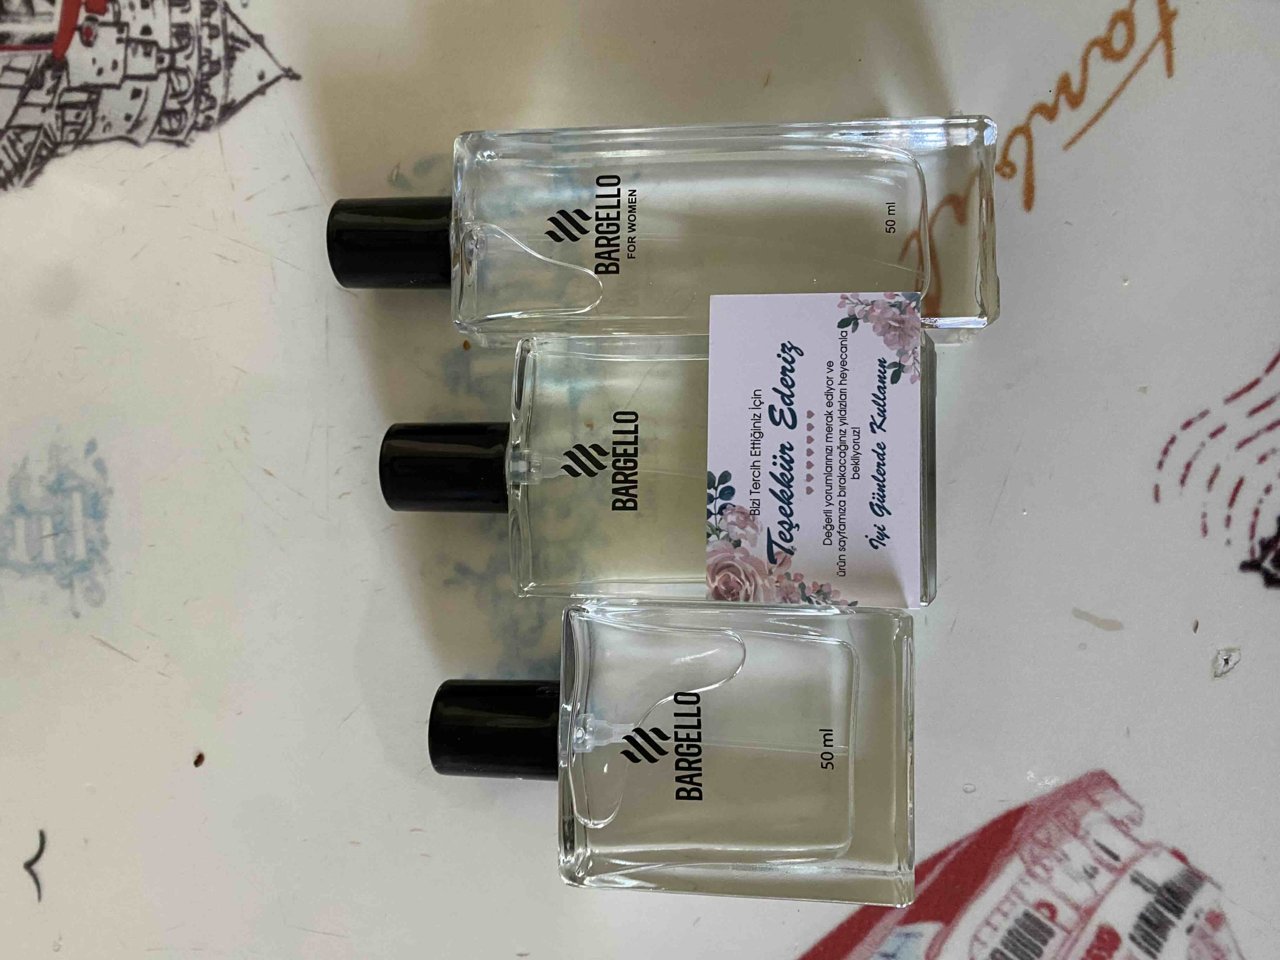 BARGELLO
FOR WOMEN
50 ml
BARGELLO
Bizi Tercih Ettiğiniz İçin
Teşekkür Ederiz
Değerli yorumlarınızı merak ediyor ve
ürün sayfamıza bırakacağınız yıldızları heyecanla
bekliyoruz!
İyi Günlerde Kullanın
BARGELLO
50 ml